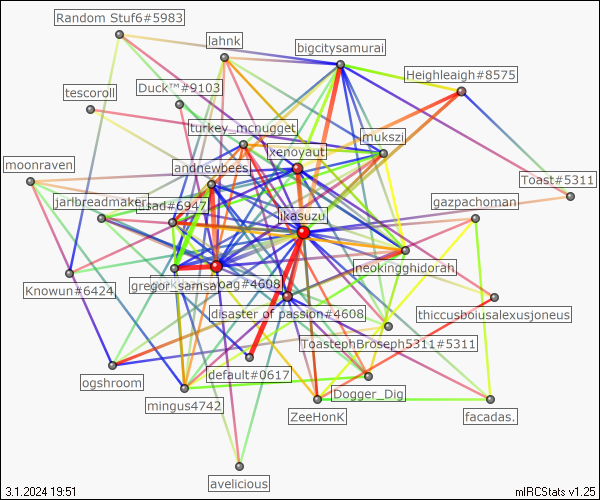 Random Stuf6#5983
lahnk
bigcitysamurai
Heighleaigh#8575
tescoroll
Duck™#9103
turkey_mcnugget
mukszi
xenoyaut
moonraven
andnewbees
Toast#5311
jarlbreadmaker
sad#6947
ikasuzu
gazpachoman
neokingghidorah
gregor_samsa
bag#4608
Knowun#6424
disaster of passion#4608
thiccusboiusalexusjoneus
ToastephBroseph5311#5311
default#0617
ogshroom
Dogger_Dig
mingus4742
ZeeHonK
facadas.
avelicious
3.1.2024 19:51
mIRCStats v1.25